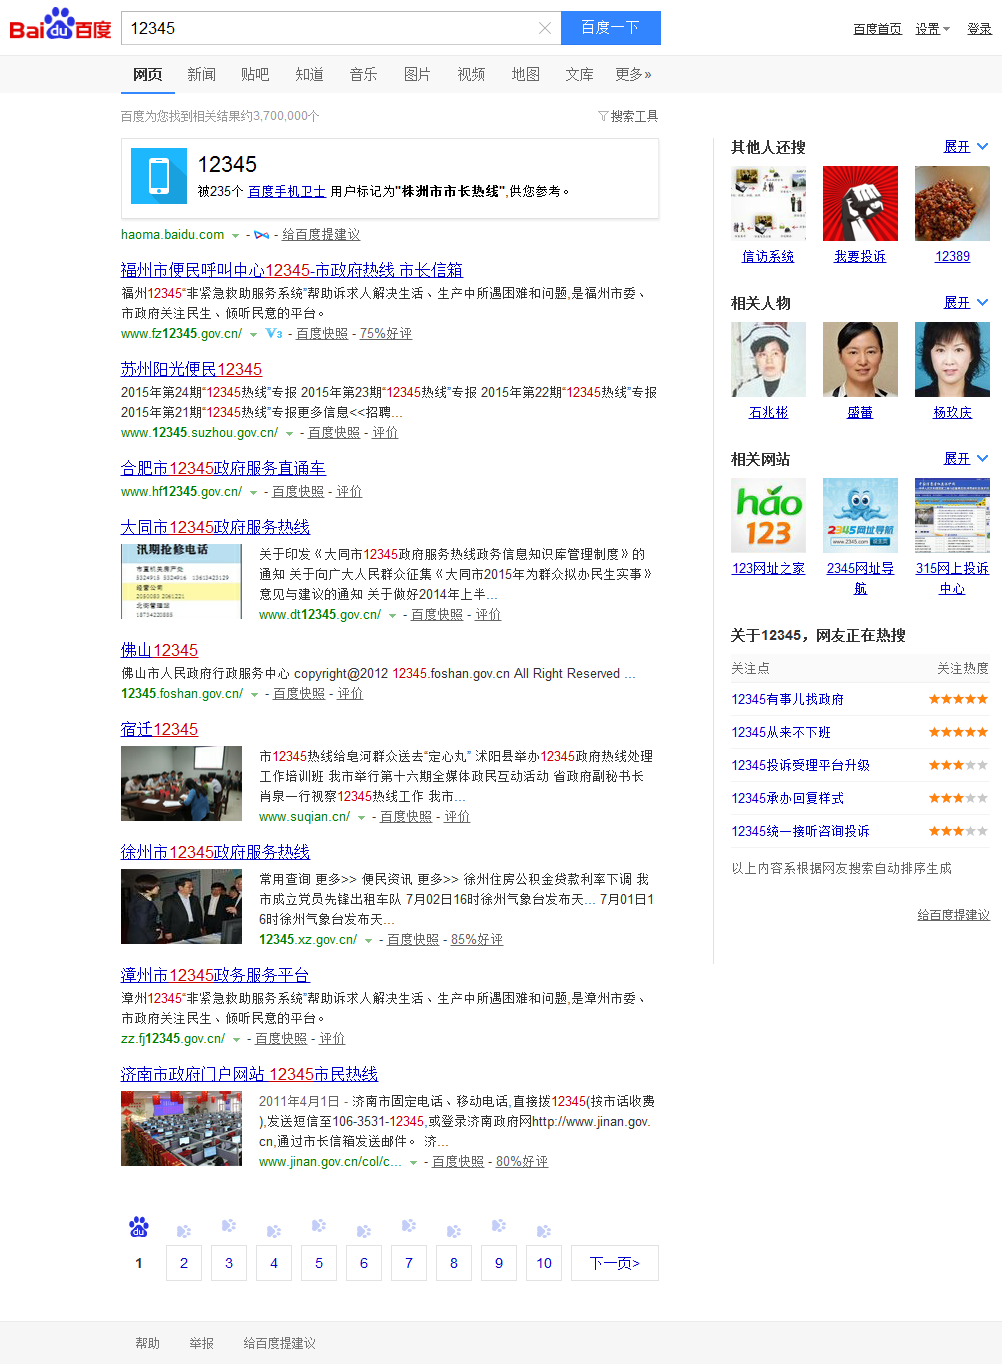 Bai du 百度
12345
百度一下
百度首页 设置 登录
网页 新闻 贴吧 知道 音乐 图片 视频 地图 文库 更多»
百度为您找到相关结果约3,700,000个
搜索工具
12345
被235个 百度手机卫士 用户标记为"株洲市市长热线",供您参考。
haoma.baidu.com - - 给百度提建议
福州市便民呼叫中心12345-市政府热线 市长信箱
福州12345“非紧急救助服务系统”帮助诉求人解决生活、生产中所遇困难和问题,是福州市委、
市政府关注民生、倾听民意的平台。
www.fz12345.gov.cn/ V3 - 百度快照 - 75%好评
苏州阳光便民12345
2015年第24期“12345热线”专报 2015年第23期“12345热线”专报 2015年第22期“12345热线”专报
2015年第21期“12345热线”专报更多信息<<招聘...
www.12345.suzhou.gov.cn/ - 百度快照 - 评价
合肥市12345政府服务直通车
www.hf12345.gov.cn/ - 百度快照 - 评价
大同市12345政府服务热线
汛期抢修电话
市直机关房产处
5324915 5324916 13613423129
经营公司
2050083 2061221
北街管理站
18734220883
关于印发《大同市12345政府服务热线政务信息知识库管理制度》的
通知 关于向广大人民群众征集《大同市2015年为群众拟办民生实事》
意见与建议的通知 关于做好2014年上半...
www.dt12345.gov.cn/ - 百度快照 - 评价
佛山12345
佛山市人民政府行政服务中心 copyright@2012 12345.foshan.gov.cn All Right Reserved ...
12345.foshan.gov.cn/ - 百度快照 - 评价
宿迁12345
市12345热线给皂河群众送去“定心丸” 沭阳县举办12345政府热线处理
工作培训班 我市举行第十六期全媒体政民互动活动 省政府副秘书长
肖泉一行视察12345热线工作 我市...
www.suqian.cn/ - 百度快照 - 评价
徐州市12345政府服务热线
常用查询 更多>> 便民资讯 更多>> 徐州住房公积金贷款利率下调 我
市成立党员先锋出租车队 7月02日16时徐州气象台发布天... 7月01日1
6时徐州气象台发布天...
12345.xz.gov.cn/ - 百度快照 - 85%好评
漳州市12345政务服务平台
漳州12345“非紧急救助服务系统”帮助诉求人解决生活、生产中所遇困难和问题,是漳州市委、
市政府关注民生、倾听民意的平台。
zz.fj12345.gov.cn/ - 百度快照 - 评价
济南市政府门户网站 12345市民热线
2011年4月1日 - 济南市固定电话、移动电话,直接拨12345(按市话收费
),发送短信至106-3531-12345,或登录济南政府网http://www.jinan.gov.
cn,通过市长信箱发送邮件。 济...
www.jinan.gov.cn/col/c... - 百度快照 - 80%好评
其他人还搜 展开
信访系统 我要投诉 12389
相关人物 展开
石兆彬 盛蕾 杨玖庆
相关网站 展开
hao
123
2345网址导航
www.2345.com
123网址之家 2345网址导 315网上投诉
航 中心
关于12345，网友正在热搜
关注点 关注热度
12345有事儿找政府
12345从来不下班
12345投诉受理平台升级
12345承办回复样式
12345统一接听咨询投诉
以上内容系根据网友搜索自动排序生成
给百度提建议
du
1 2 3 4 5 6 7 8 9 10 下一页>
帮助 举报 给百度提建议